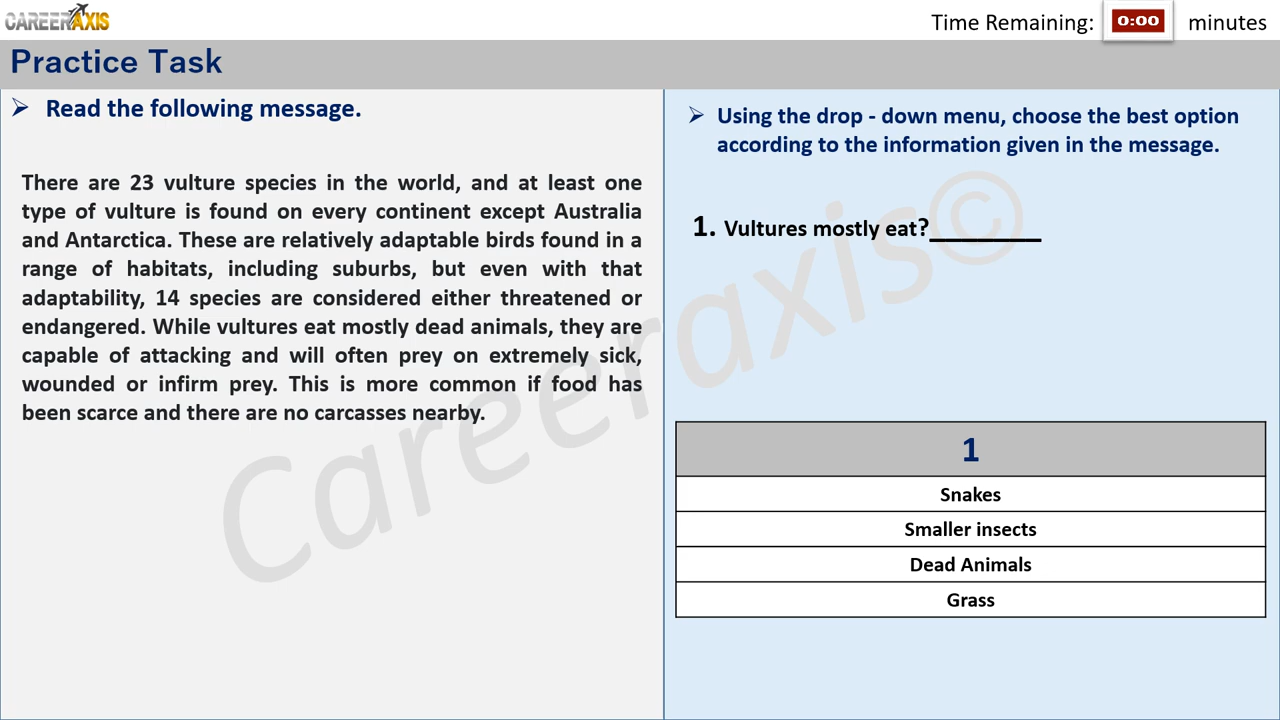 CAREERAXIS
Time Remaining: 0:00 minutes
Practice Task
Read the following message.
There are 23 vulture species in the world, and at least one
type of vulture is found on every continent except Australia
and Antarctica. These are relatively adaptable birds found in a
range of habitats, including suburbs, but even with that
adaptability, 14 species are considered either threatened or
endangered. While vultures eat mostly dead animals, they are
capable of attacking and will often prey on extremely sick,
wounded or infirm prey. This is more common if food has
been scarce and there are no carcasses nearby.
Using the drop - down menu, choose the best option
according to the information given in the message.
1. Vultures mostly eat?__________
1
Snakes
Smaller insects
Dead Animals
Grass
Careeraxis©